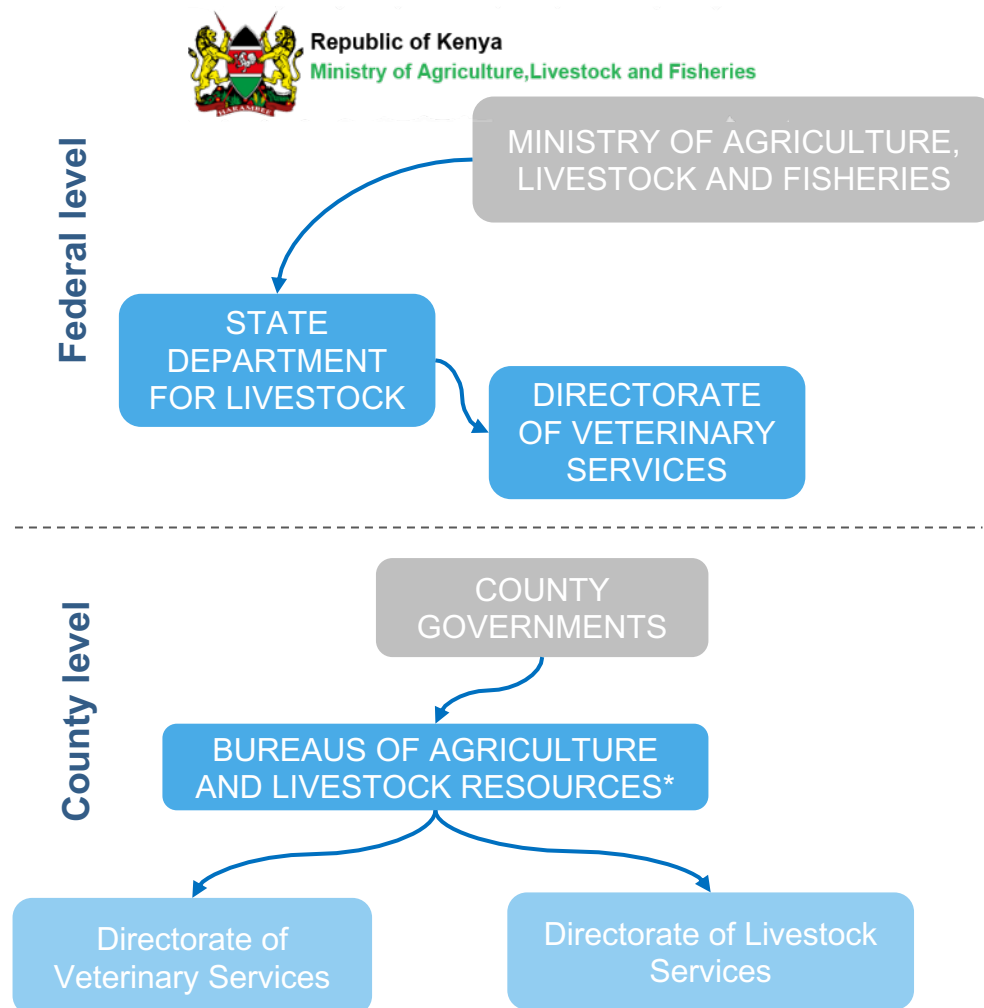 Republic of Kenya
Ministry of Agriculture,Livestock and Fisheries
HARAMBEE
Federal level
MINISTRY OF AGRICULTURE,
LIVESTOCK AND FISHERIES
STATE
DEPARTMENT
FOR LIVESTOCK
DIRECTORATE
OF VETERINARY
SERVICES
County level
COUNTY
GOVERNMENTS
BUREAUS OF AGRICULTURE
AND LIVESTOCK RESOURCES*
Directorate of
Veterinary Services
Directorate of Livestock
Services